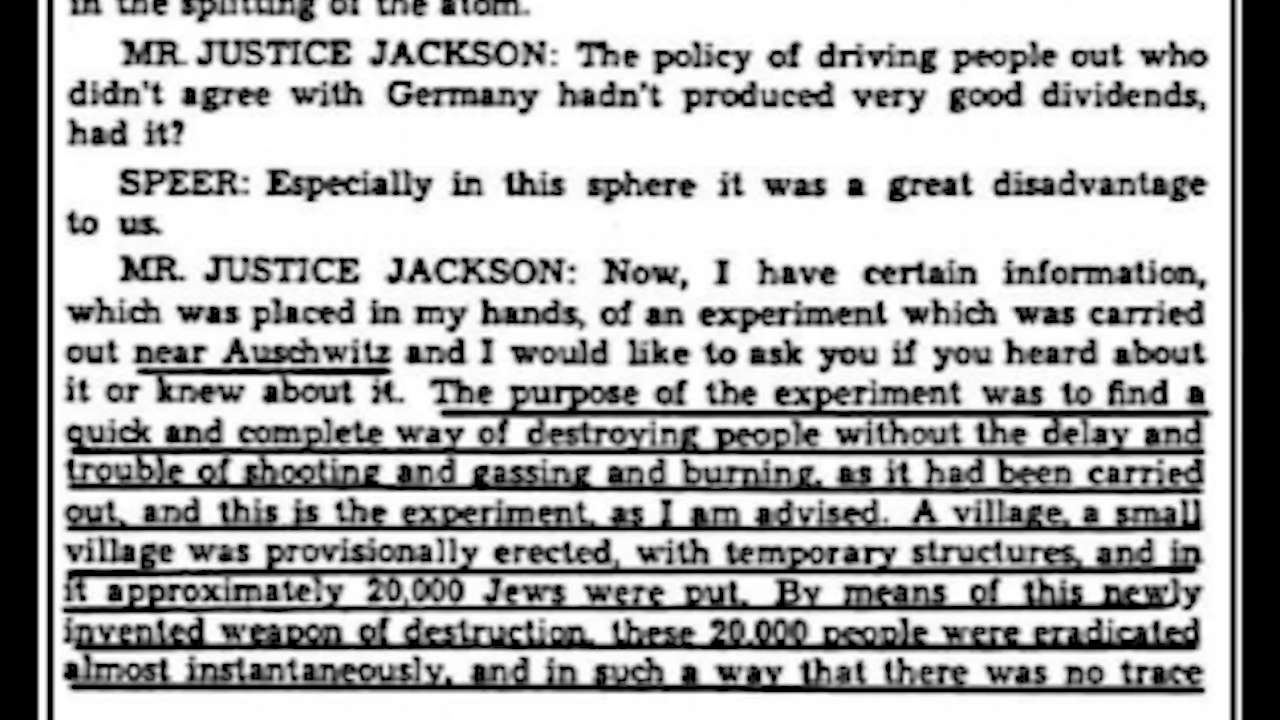 in the splitting of the atom.
MR. JUSTICE JACKSON: The policy of driving people out who
didn't agree with Germany hadn't produced very good dividends,
had it?
SPEER: Especially in this sphere it was a great disadvantage
to us.
MR. JUSTICE JACKSON: Now, I have certain information,
which was placed in my hands, of an experiment which was carried
out near Auschwitz and I would like to ask you if you heard about
it or knew about it. The purpose of the experiment was to find a
quick and complete way of destroying people without the delay and
trouble of shooting and gassing and burning, as it had been carried
out, and this is the experiment, as I am advised. A village, a small
village was provisionally erected, with temporary structures, and in
it approximately 20,000 Jews were put. By means of this newly
invented weapon of destruction, these 20,000 people were eradicated
almost instantaneously, and in such a way that there was no trace